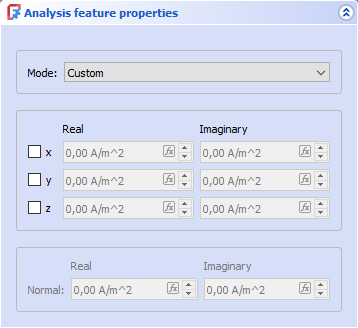 Analysis feature properties
Mode: Custom
Real Imaginary
x 0,00 A/m^2 0,00 A/m^2
y 0,00 A/m^2 0,00 A/m^2
z 0,00 A/m^2 0,00 A/m^2
Real Imaginary
Normal: 0,00 A/m^2 0,00 A/m^2